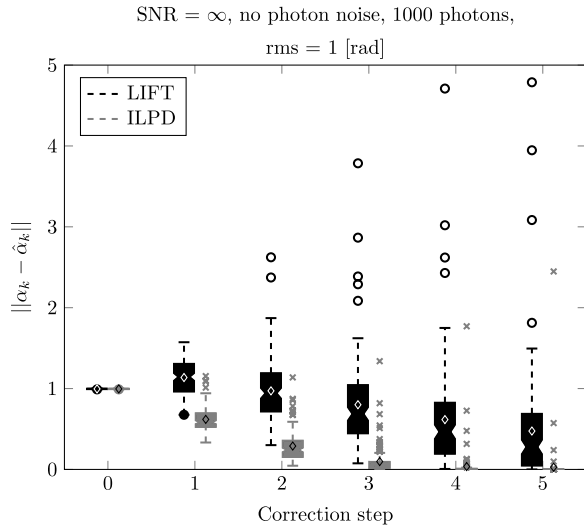 SNR = ∞, no photon noise, 1000 photons,
rms = 1 [rad]
LIFT
ILPD
5
4
3
2
1
0
||α_k − α̂_k||
0 1 2 3 4 5
Correction step